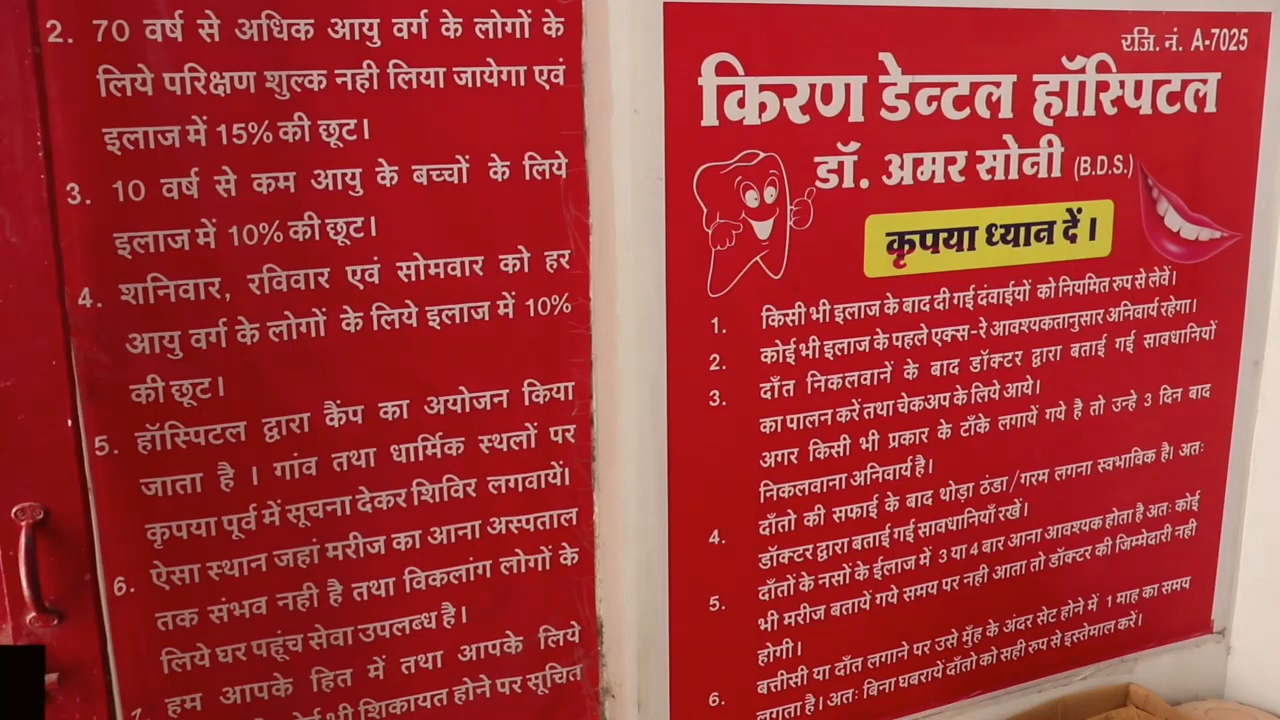 2. 70 वर्ष से अधिक आयु वर्ग के लोगों के
लिये परिक्षण शुल्क नही लिया जायेगा एवं
इलाज में 15% की छूट।
3. 10 वर्ष से कम आयु के बच्चों के लिये
इलाज में 10% की छूट।
4. शनिवार, रविवार एवं सोमवार को हर
आयु वर्ग के लोगों के लिये इलाज में 10%
की छूट।
5. हॉस्पिटल द्वारा कैंप का अयोजन किया
जाता है । गांव तथा धार्मिक स्थलों पर
कृपया पूर्व में सूचना देकर शिविर लगवायें।
6. ऐसा स्थान जहां मरीज का आना अस्पताल
तक संभव नही है तथा विकलांग लोगों के
लिये घर पहूंच सेवा उपलब्ध है।
हम आपके हित में तथा आपके लिये
भी शिकायत होने पर सूचित
रजि. नं. A-7025
किरण डेन्टल हॉस्पिटल
डॉ. अमर सोनी (B.D.S.)
कृपया ध्यान दें।
1. किसी भी इलाज के बाद दी गई दंवाईयों को नियमित रुप से लेवें।
2. कोई भी इलाज के पहले एक्स-रे आवश्यकतानुसार अनिवार्य रहेगा।
3. दाँत निकलवानें के बाद डॉक्टर द्वारा बताई गई सावधानियों
का पालन करें तथा चेकअप के लिये आये।
अगर किसी भी प्रकार के टाँके लगायें गये है तो उन्हे 3 दिन बाद
निकलवाना अनिवार्य है।
4. दाँतो की सफाई के बाद थोड़ा ठंडा/गरम लगना स्वभाविक है। अतः
डॉक्टर द्वारा बताई गई सावधानियाँ रखें।
5. दाँतों के नसों के ईलाज में 3 या 4 बार आना आवश्यक होता है अतः कोई
भी मरीज बतायें गये समय पर नही आता तो डॉक्टर की जिम्मेदारी नही
होगी।
6. बत्तीसी या दाँत लगाने पर उसे मुँह के अंदर सेट होने में 1 माह का समय
लगता है। अतः बिना घबरायें दाँतो को सही रुप से इस्तेमाल करें।